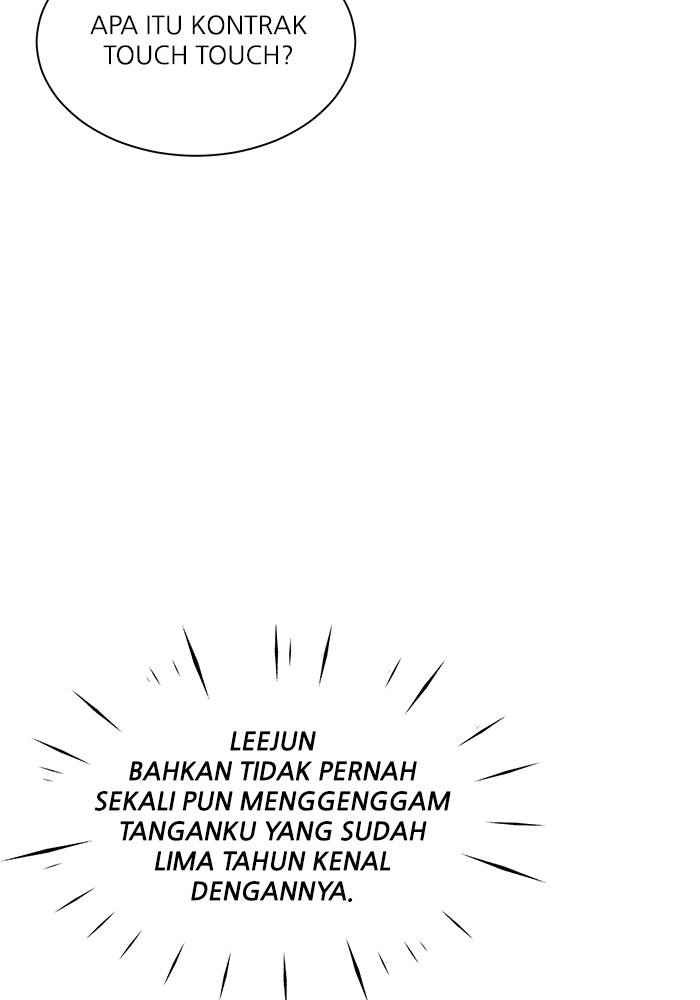 APA ITU KONTRAK
TOUCH TOUCH?
LEEJUN
BAHKAN TIDAK PERNAH
SEKALI PUN MENGGENGGAM
TANGANKU YANG SUDAH
LIMA TAHUN KENAL
DENGANNYA.